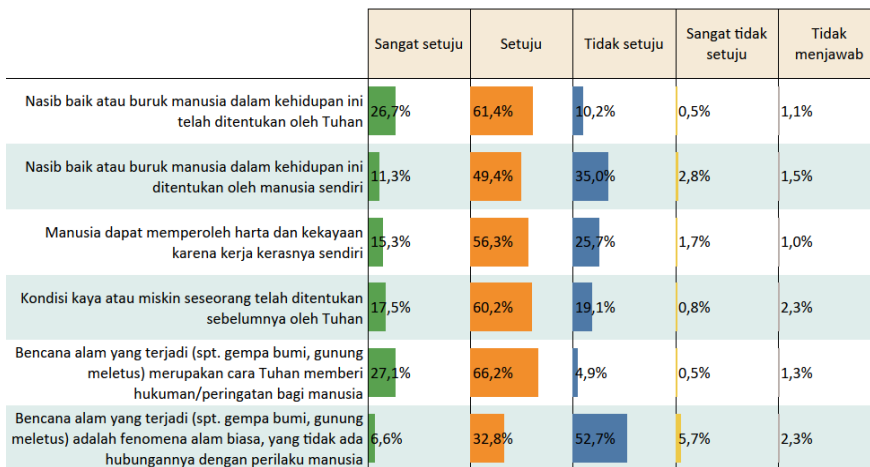 Sangat setuju
Setuju
Tidak setuju
Sangat tidak
setuju
Tidak
menjawab
Nasib baik atau buruk manusia dalam kehidupan ini
telah ditentukan oleh Tuhan
26,7%
61,4%
10,2%
0,5%
1,1%
Nasib baik atau buruk manusia dalam kehidupan ini
ditentukan oleh manusia sendiri
11,3%
49,4%
35,0%
2,8%
1,5%
Manusia dapat memperoleh harta dan kekayaan
karena kerja kerasnya sendiri
15,3%
56,3%
25,7%
1,7%
1,0%
Kondisi kaya atau miskin seseorang telah ditentukan
sebelumnya oleh Tuhan
17,5%
60,2%
19,1%
0,8%
2,3%
Bencana alam yang terjadi (spt. gempa bumi, gunung
meletus) merupakan cara Tuhan memberi
hukuman/peringatan bagi manusia
27,1%
66,2%
4,9%
0,5%
1,3%
Bencana alam yang terjadi (spt. gempa bumi, gunung
meletus) adalah fenomena alam biasa, yang tidak ada
hubungannya dengan perilaku manusia
6,6%
32,8%
52,7%
5,7%
2,3%